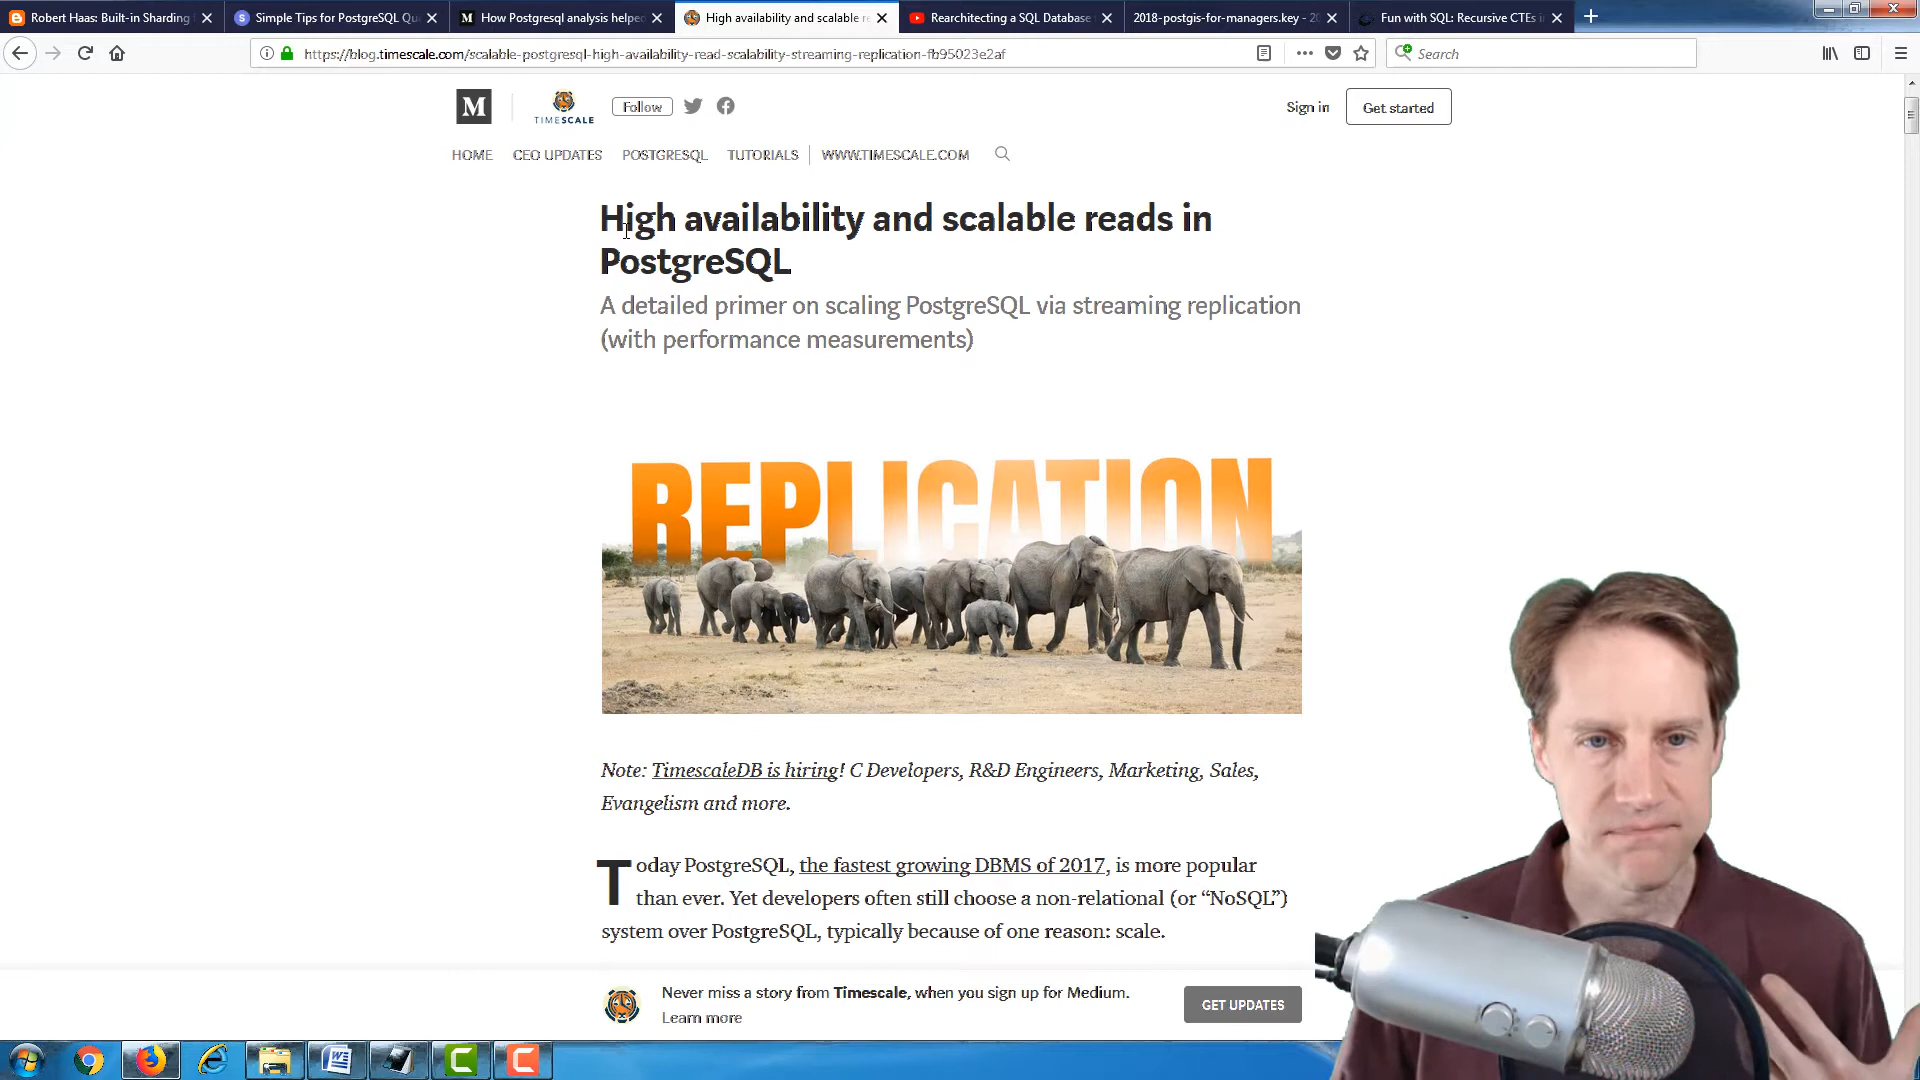 Robert Haas: Built-in Sharding
Simple Tips for PostgreSQL Qu
How Postgresql analysis helped
High availability and scalable re
Rearchitecting a SQL Database
2018-postgis-for-managers.key - 20
Fun with SQL: Recursive CTEs i
https://blog.timescale.com/scalable-postgresql-high-availability-read-scalability-streaming-replication-fb95023e2af
Search
M
TIMESCALE
Follow
Sign in
Get started
HOME
CEO UPDATES
POSTGRESQL
TUTORIALS
WWW.TIMESCALE.COM
High availability and scalable reads in
PostgreSQL
A detailed primer on scaling PostgreSQL via streaming replication
(with performance measurements)
REPLICATION
Note: TimescaleDB is hiring! C Developers, R&D Engineers, Marketing, Sales,
Evangelism and more.
Today PostgreSQL, the fastest growing DBMS of 2017, is more popular
than ever. Yet developers often still choose a non-relational (or “NoSQL”)
system over PostgreSQL, typically because of one reason: scale.
Never miss a story from Timescale, when you sign up for Medium.
Learn more
GET UPDATES